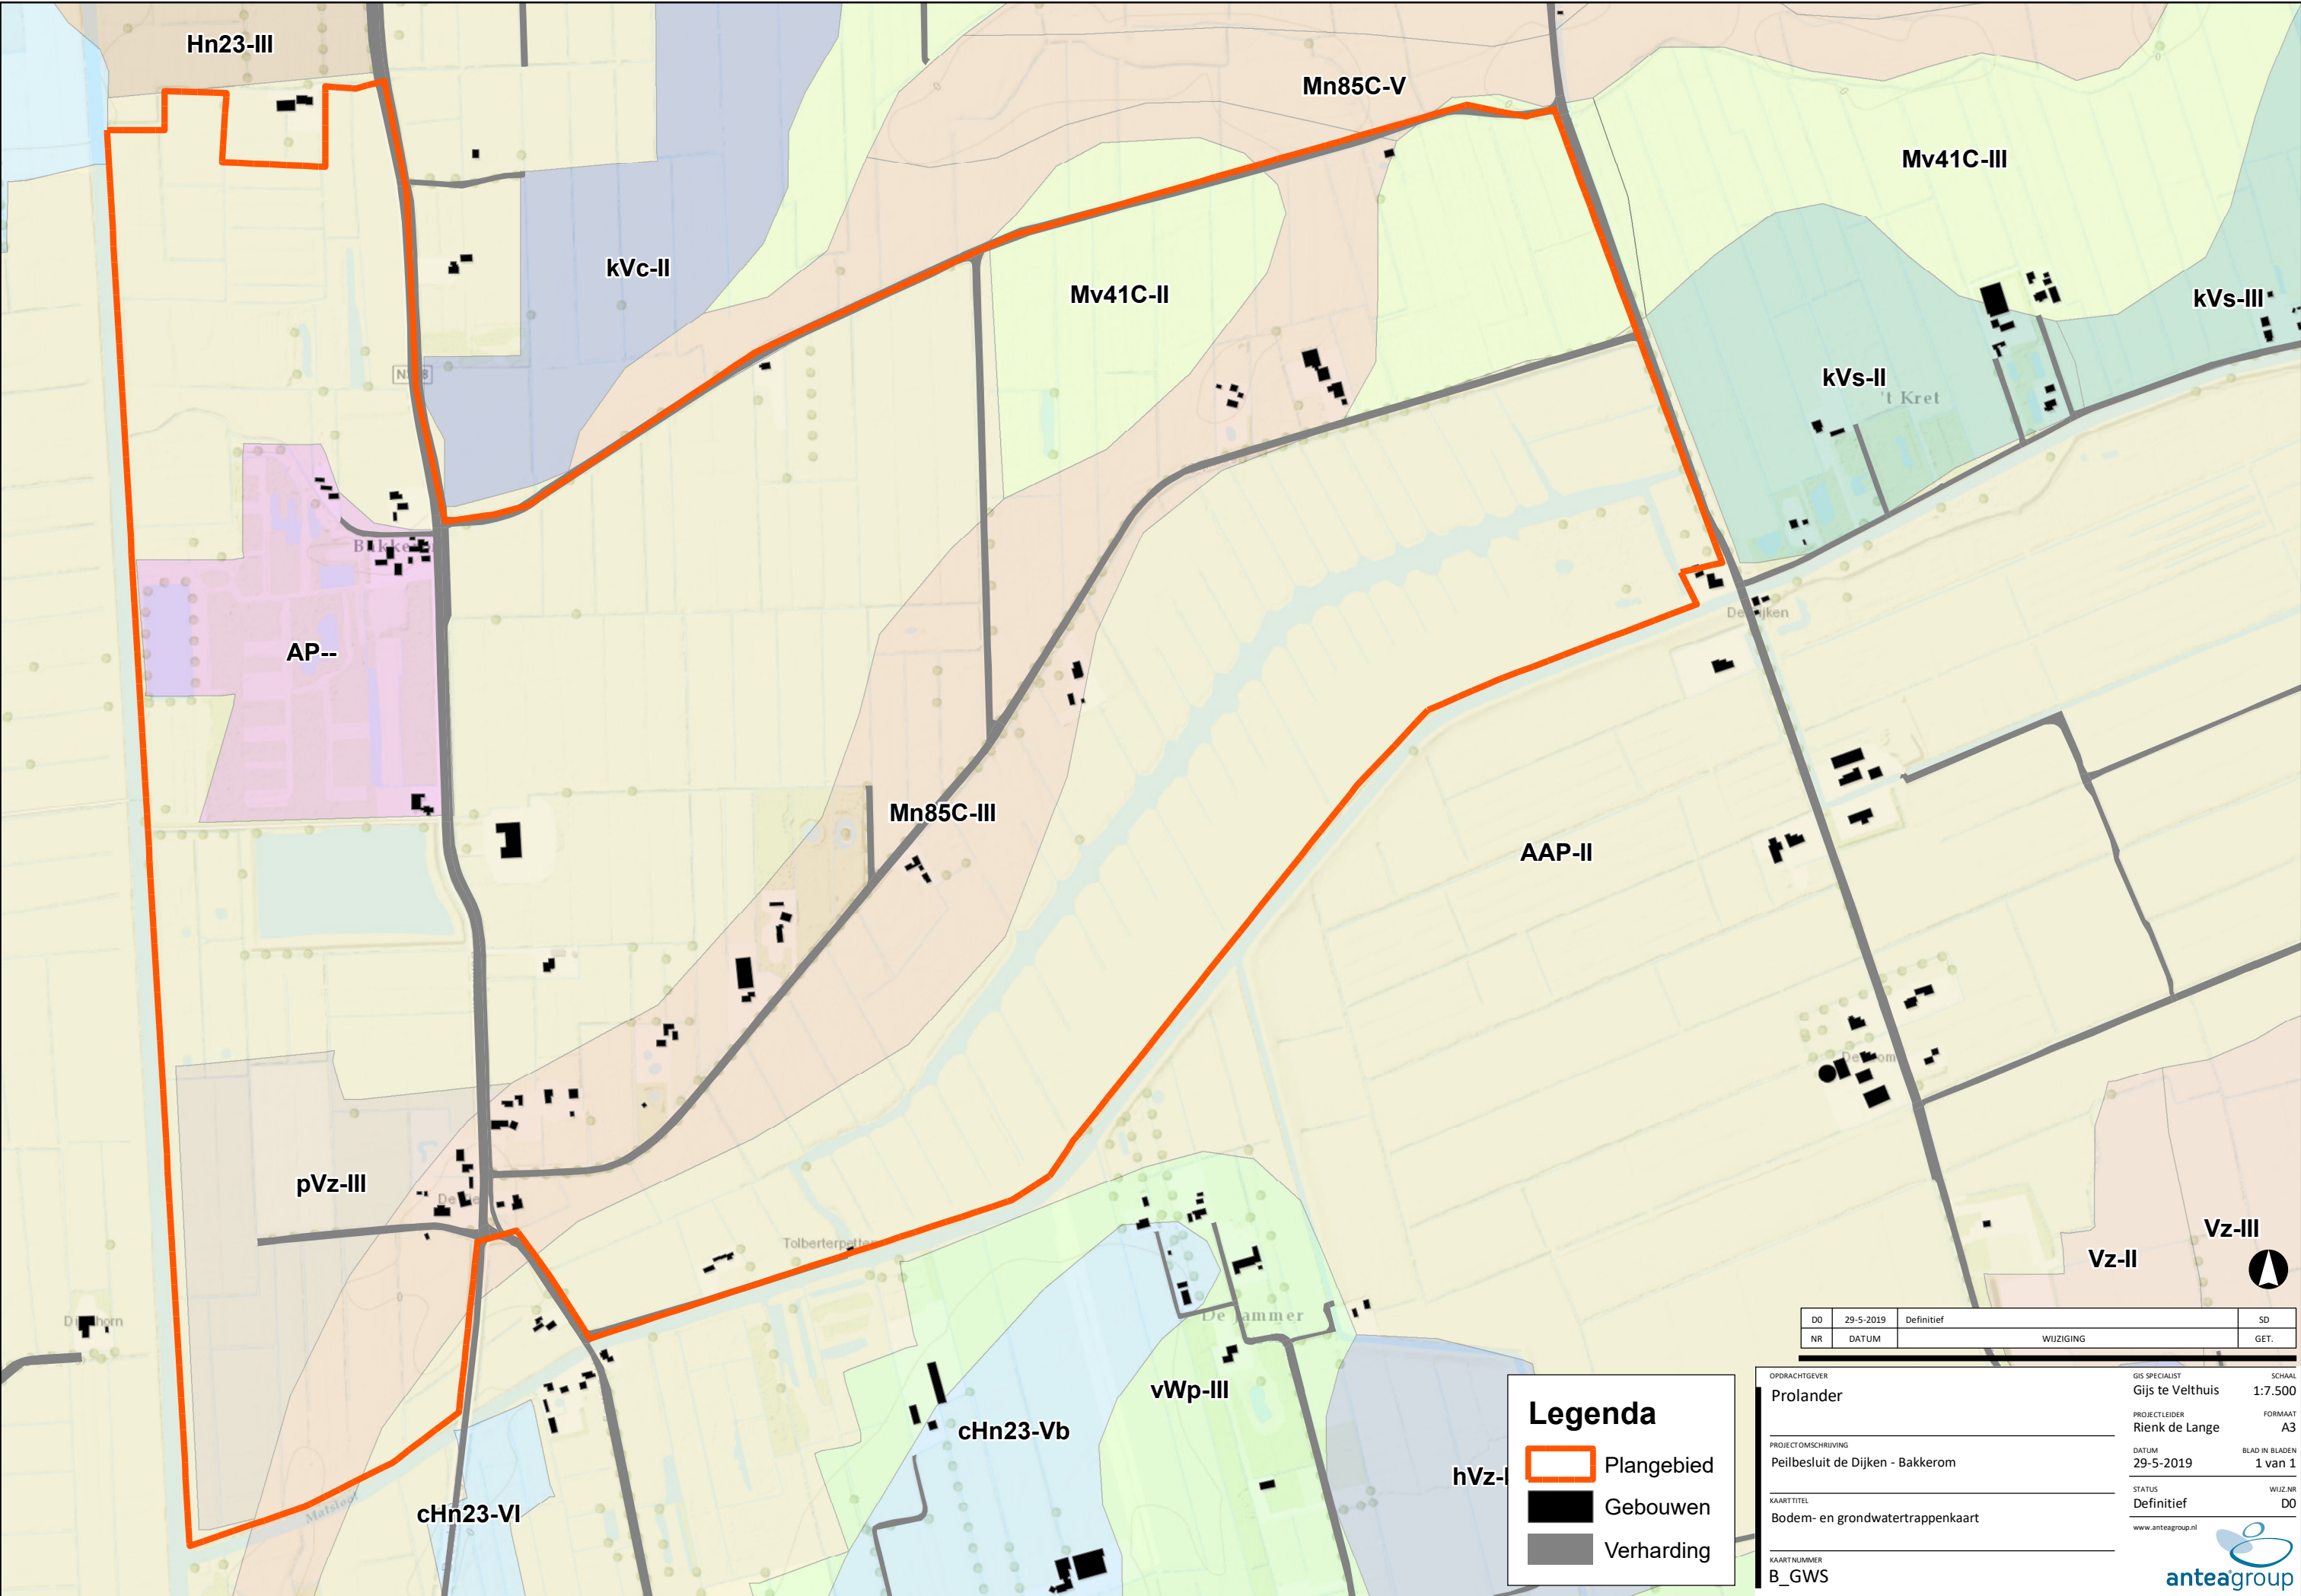 Hn23-III
Mn85C-V
Mv41C-III
kVc-II
Mv41C-II
kVs-III
kVs-II
't Kret
AP--
De Dijken
Mn85C-III
AAP-II
pVz-III
Tolberterpetten
De Jammer
Vz-III
Vz-II
vWp-III
cHn23-Vb
cHn23-VI
Matsloot
D0 29-5-2019 Definitief SD
NR DATUM WIJZIGING GET.
Legenda
Plangebied
Gebouwen
Verharding
OPDRACHTGEVER
Prolander
PROJECTOMSCHRIJVING
Peilbesluit de Dijken - Bakkerom
KAARTTITEL
Bodem- en grondwatertrappenkaart
KAARTNUMMER
B_GWS
GIS SPECIALIST SCHAAL
Gijs te Velthuis 1:7.500
PROJECTLEIDER FORMAAT
Rienk de Lange A3
DATUM BLAD IN BLADEN
29-5-2019 1 van 1
STATUS WIJZ.NR
Definitief D0
www.anteagroup.nl
anteagroup